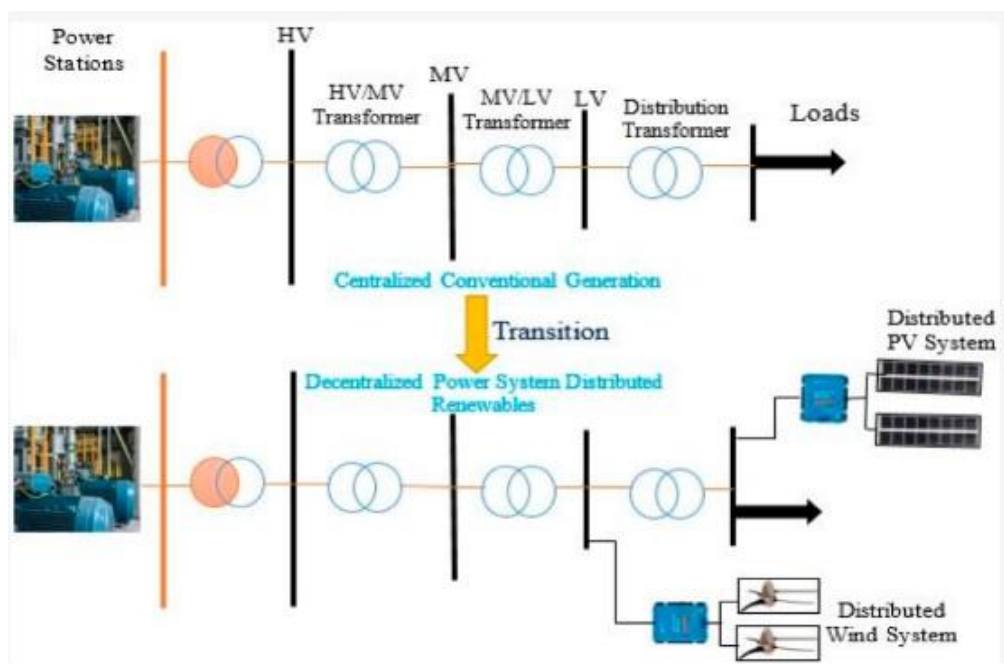 Power
Stations
HV
HV/MV
Transformer
MV
MV/LV
Transformer
LV
Distribution
Transformer
Loads
Centralized Conventional Generation
Transition
Decentralized Power System Distributed
Renewables
Distributed
PV System
Distributed
Wind System